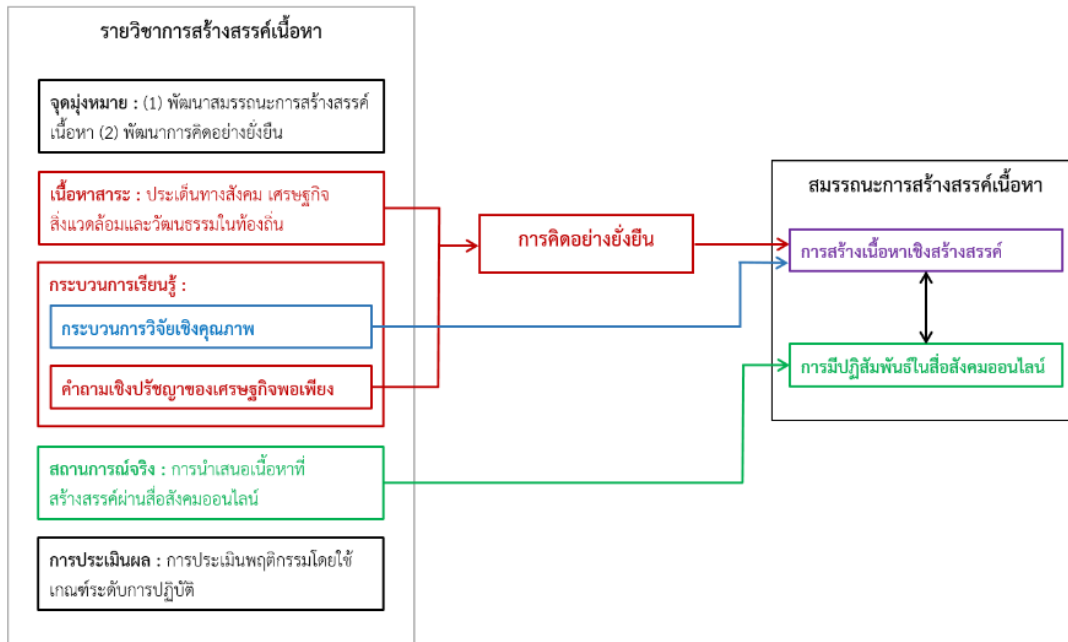 รายวิชาการสร้างสรรค์เนื้อหา
จุดมุ่งหมาย : (1) พัฒนาสมรรถนะการสร้างสรรค์
เนื้อหา (2) พัฒนาการคิดอย่างยั่งยืน
เนื้อหาสาระ : ประเด็นทางสังคม เศรษฐกิจ
สิ่งแวดล้อมและวัฒนธรรมในท้องถิ่น
กระบวนการเรียนรู้ :
กระบวนการวิจัยเชิงคุณภาพ
คำถามเชิงปรัชญาของเศรษฐกิจพอเพียง
สถานการณ์จริง : การนำเสนอเนื้อหาที่
สร้างสรรค์ผ่านสื่อสังคมออนไลน์
การประเมินผล : การประเมินพฤติกรรมโดยใช้
เกณฑ์ระดับการปฏิบัติ
การคิดอย่างยั่งยืน
สมรรถนะการสร้างสรรค์เนื้อหา
การสร้างเนื้อหาเชิงสร้างสรรค์
การมีปฏิสัมพันธ์ในสื่อสังคมออนไลน์